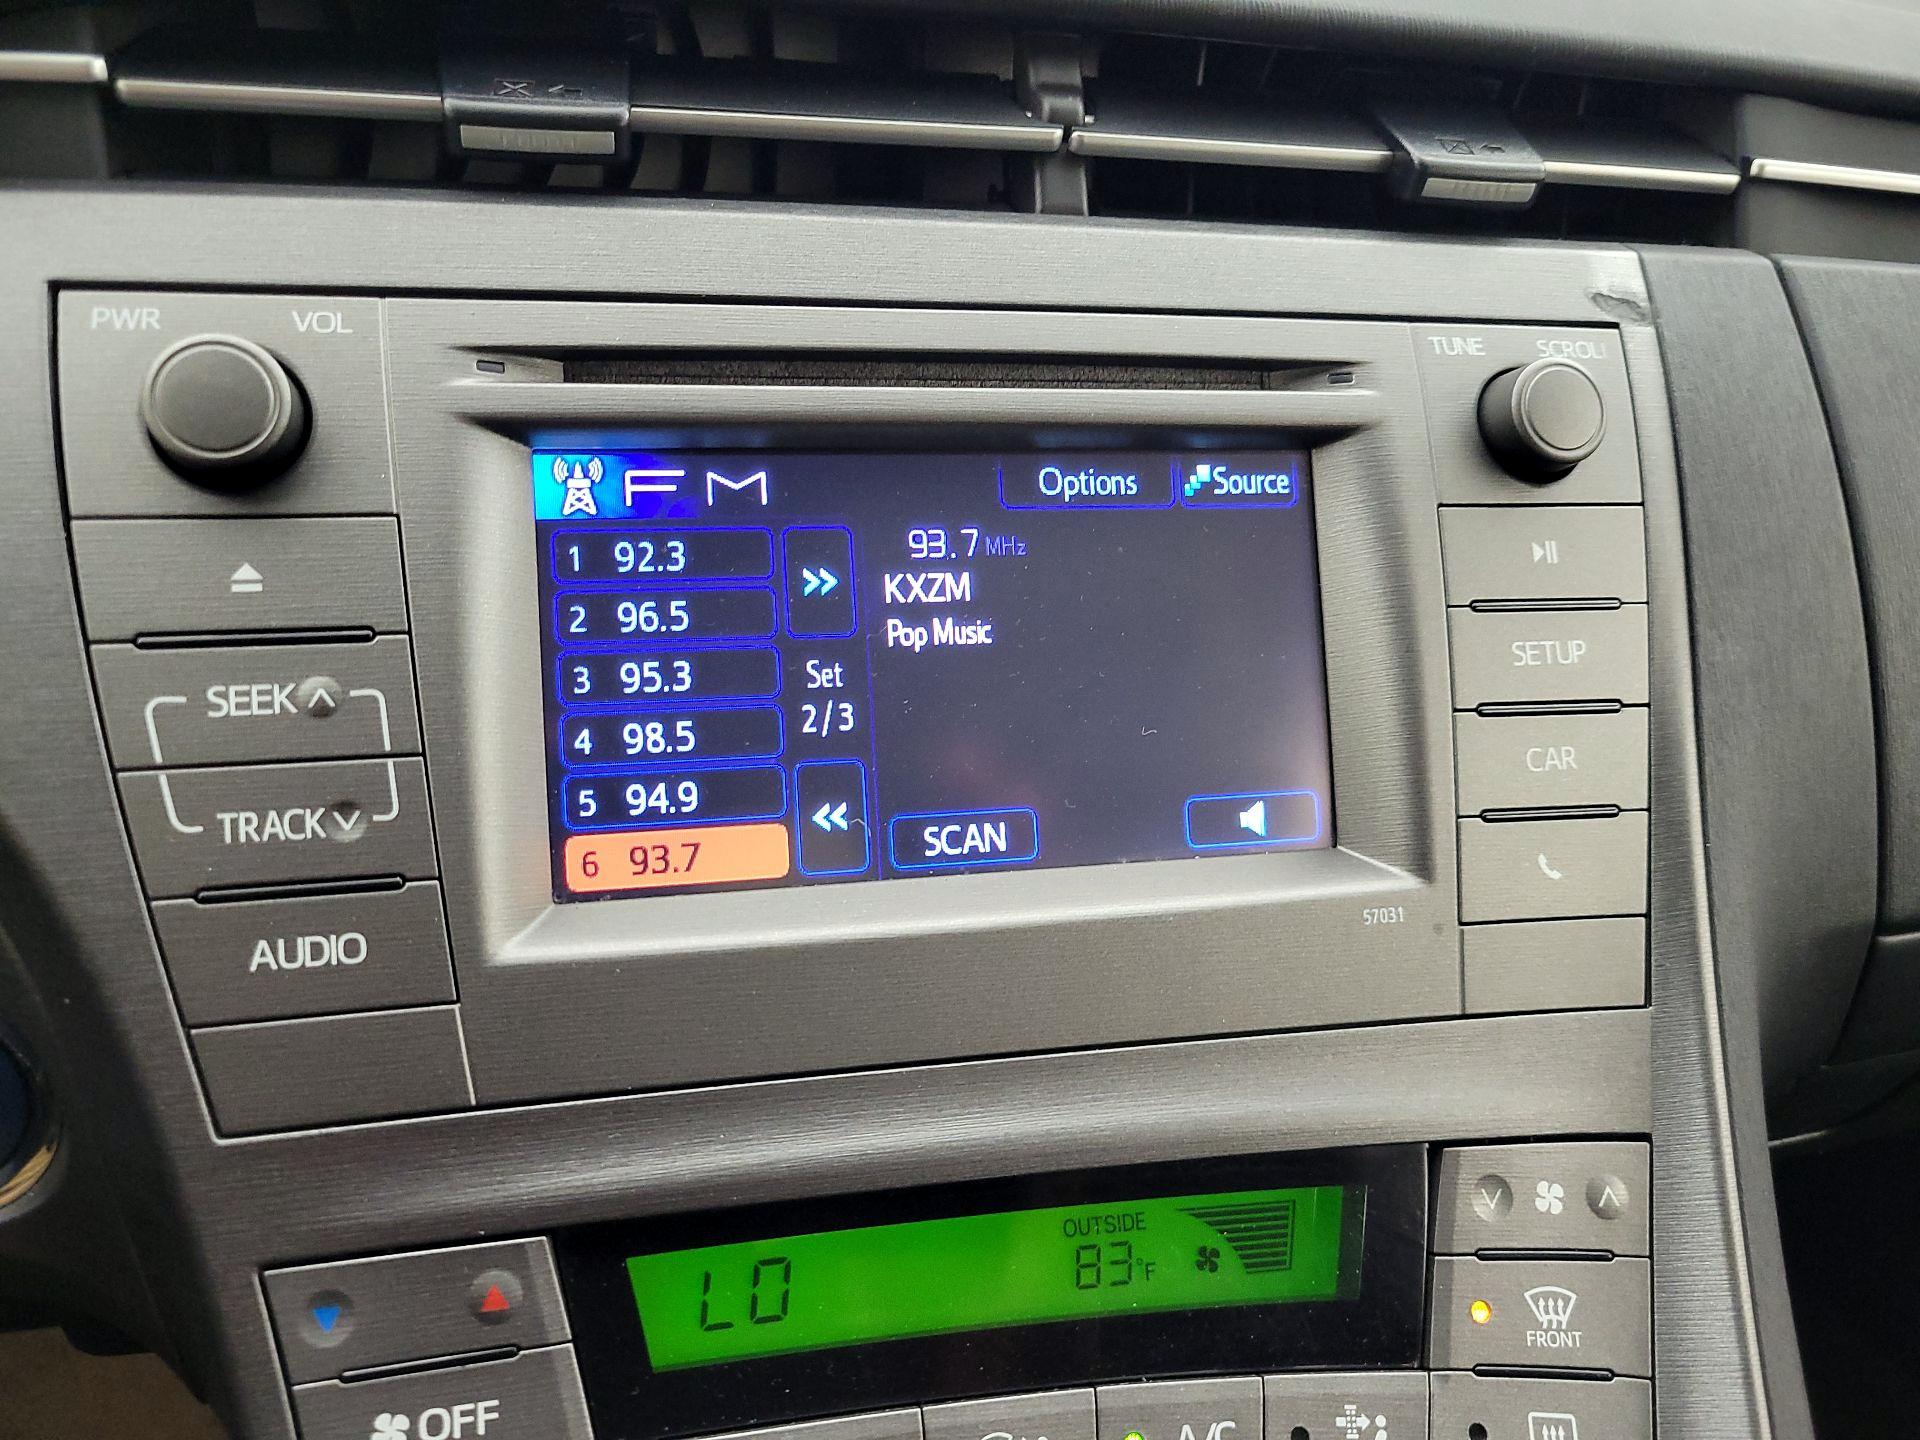 PWR VOL
TUNE SCROLL
FM Options Source
1 92.3
2 96.5
3 95.3
4 98.5
5 94.9
6 93.7
Set
2/3
93.7 MHz
KXZM
Pop Music
SCAN
SEEK
TRACK
AUDIO
SETUP
CAR
57031
LO
OUTSIDE
83°F
FRONT
OFF